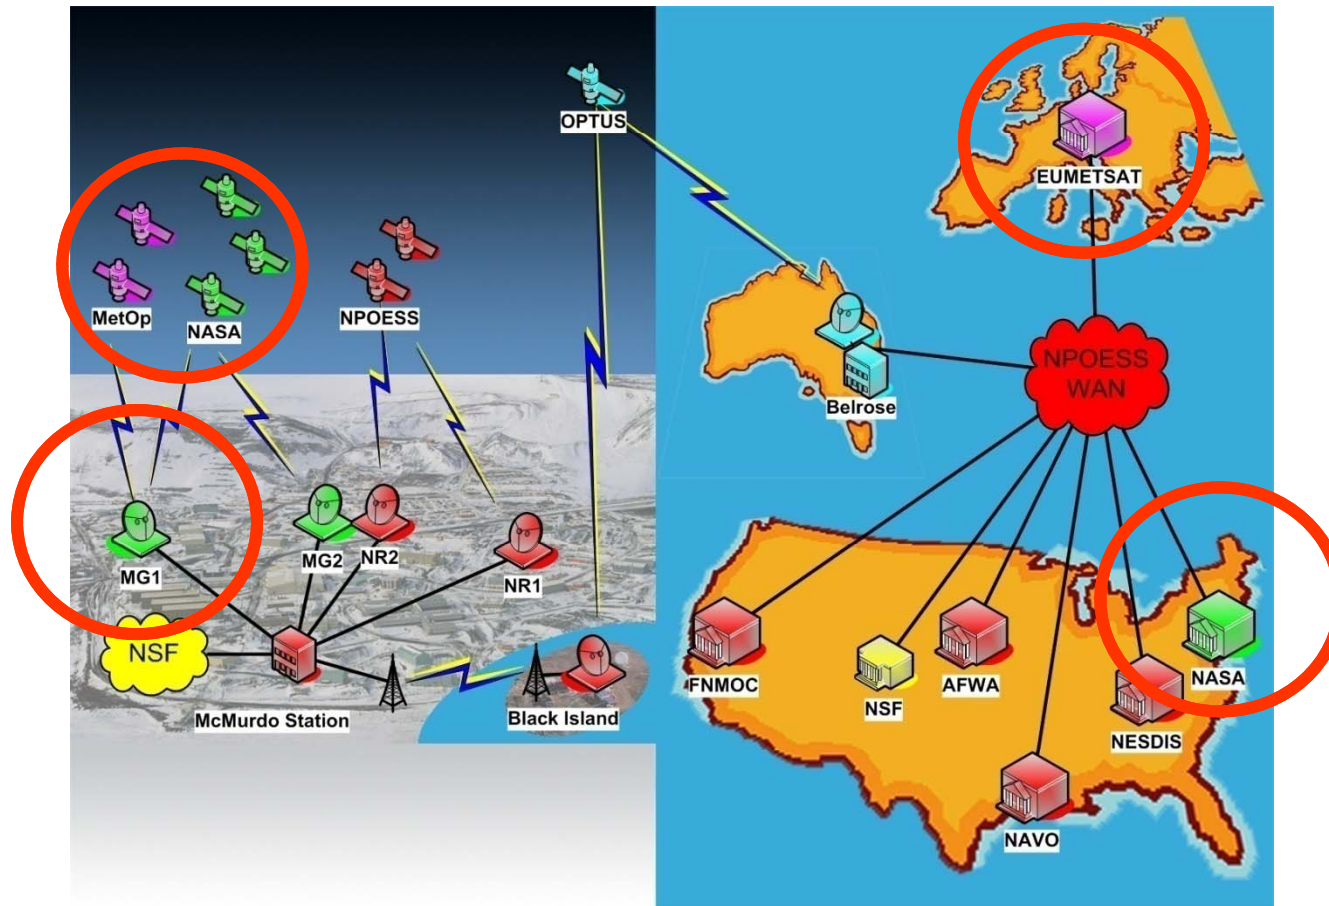 OPTUS
MetOp
NASA
NPOESS
MG1
MG2
NR2
NR1
NSF
McMurdo Station
Black Island
EUMETSAT
NPOESS
WAN
Belrose
FNMOC
NSF
AFWA
NASA
NESDIS
NAVO